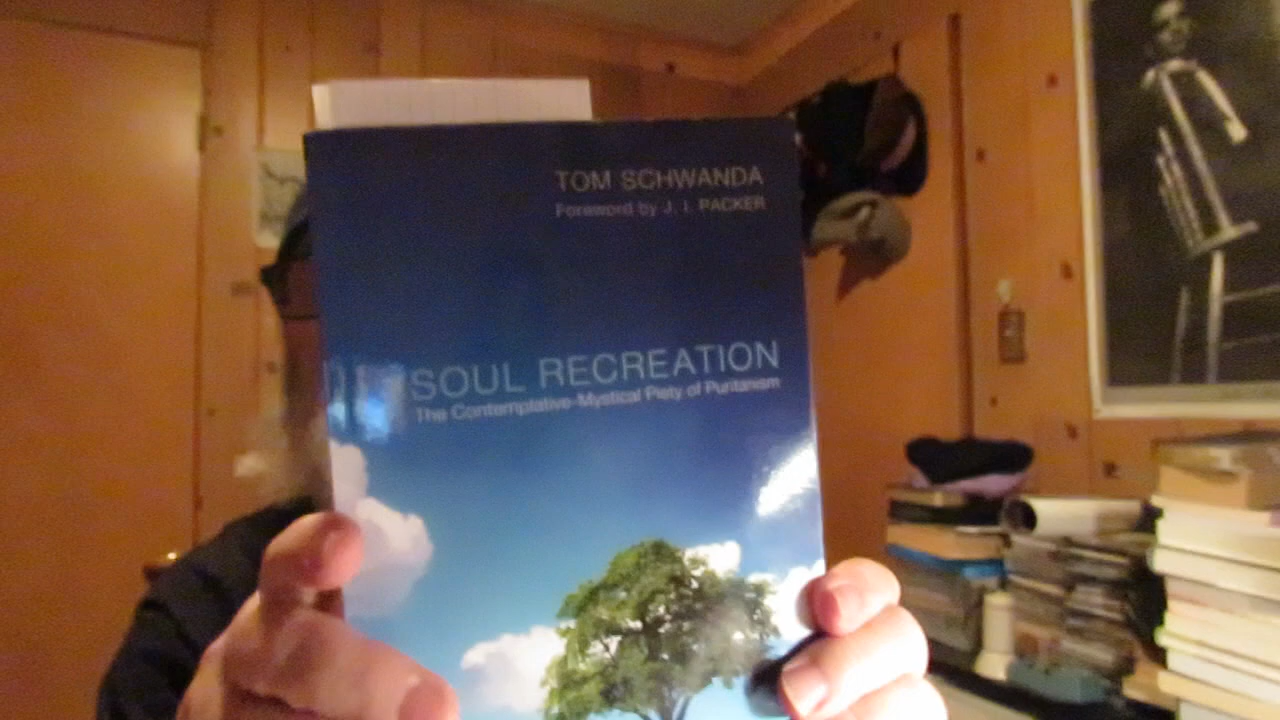 TOM SCHWANDA
Foreword by J. I. PACKER
SOUL RECREATION
The Contemplative-Mystical Piety of Puritanism